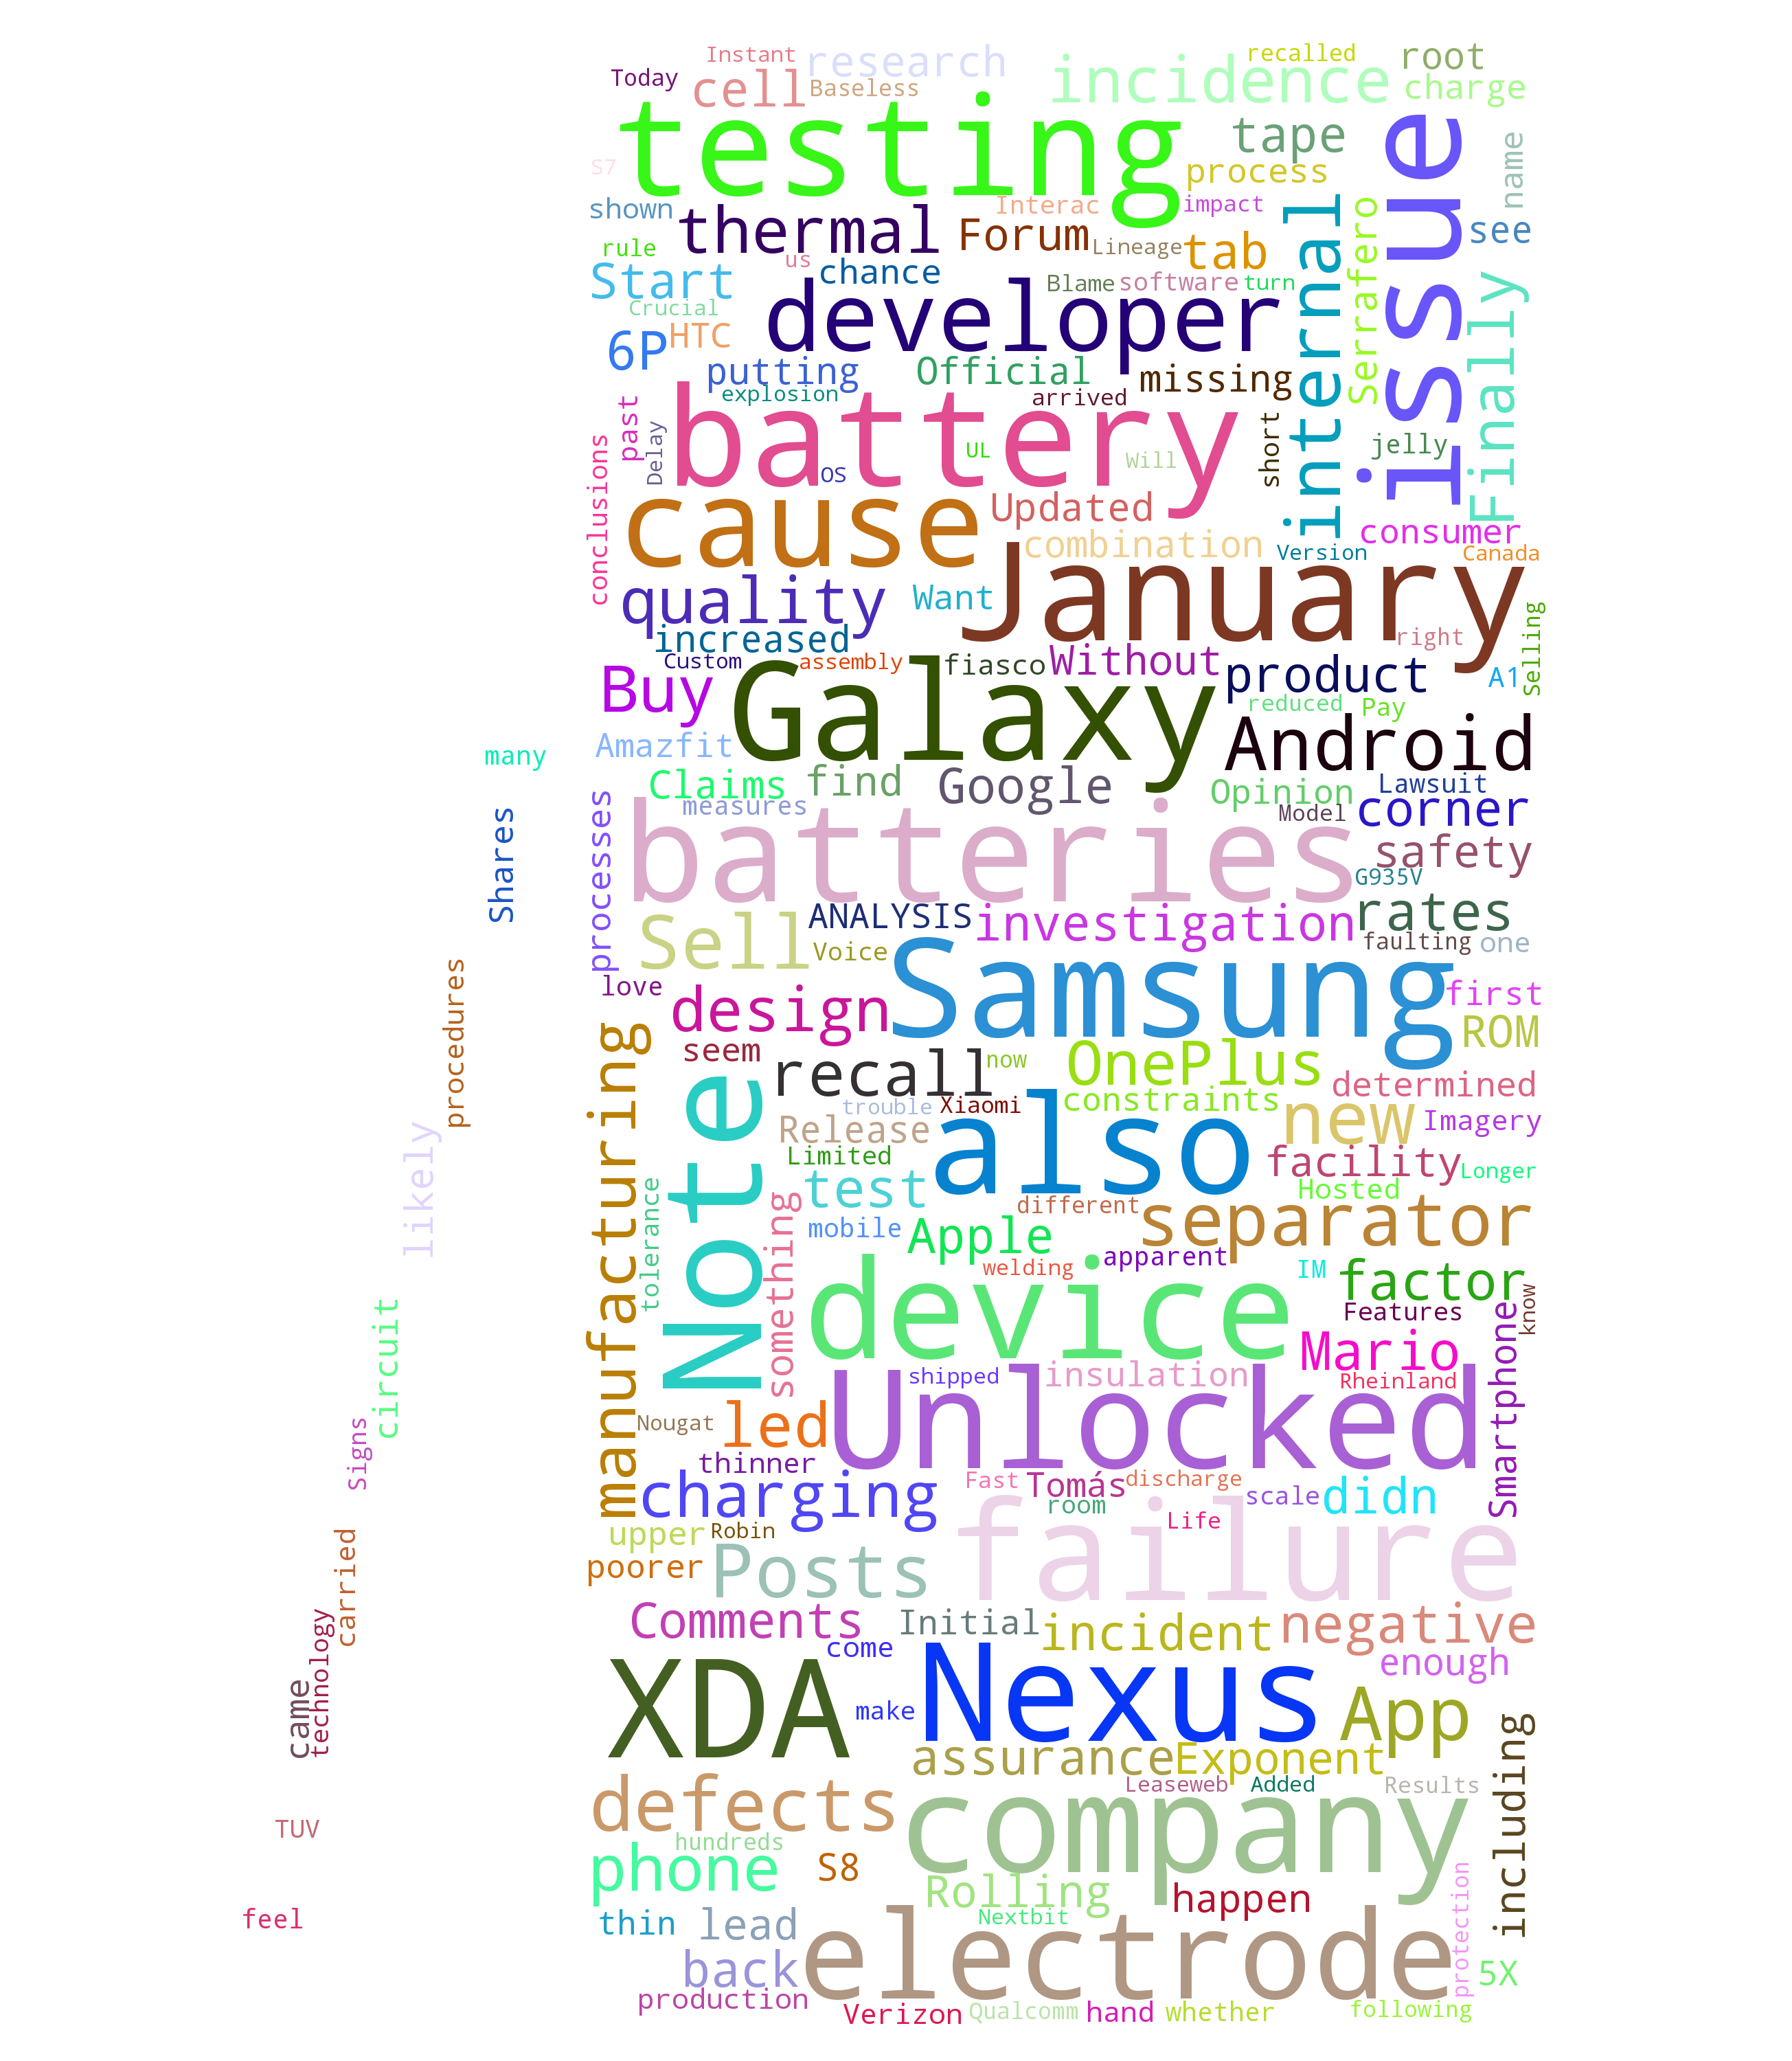 Instant
research
recalled
root
Today
cell
Baseless
incidence
charge
testing
tape
issue
name
S7
process
shown
thermal
Interac
impact
Forum
Lineage
tab
internal
Serrafero
see
rule
us
Start
chance
Blame
software
turn
Finally
Crucial
developer
6P
HTC
putting
Official
missing
explosion
arrived
past
Delay
battery
UL
Will
short
jelly
conclusions
OS
cause
Updated
consumer
combination
Version
Canada
January
quality
Want
increased
right
Selling
Custom
assembly
fiasco
Without
product
A1
Buy
Galaxy
reduced
Pay
Amazfit
Android
many
Claims
find
Google
Opinion
Lawsuit
measures
Model
corner
Shares
processes
batteries
safety
G935V
Sell
ANALYSIS
investigation
rates
Voice
faulting
one
Samsung
love
design
first
procedures
manufacturing
ROM
seem
recall
now
OnePlus
determined
Note
trouble
Xiaomi
constraints
new
Imagery
likely
Release
also
Limited
facility
Longer
tolerance
test
Hosted
something
different
separator
mobile
Apple
apparent
welding
IM
factor
device
circuit
Features
know
Mario
Smartphone
shipped
insulation
Rheinland
Signs
Nougat
led
Unlocked
thinner
charging
Fast
Tomás
discharge
scale
didn
room
Life
carried
upper
Robin
failure
poorer
Posts
technology
Comments
Initial
incident
negative
come
enough
came
XDA
make
Nexus
App
including
assurance
Exponent
defects
Leaseweb
Added
Results
TUV
company
hundreds
phone
S8
Rolling
happen
protection
feel
thin
lead
Nextbit
electrode
back
5X
production
Verizon
Qualcomm
hand
whether
following